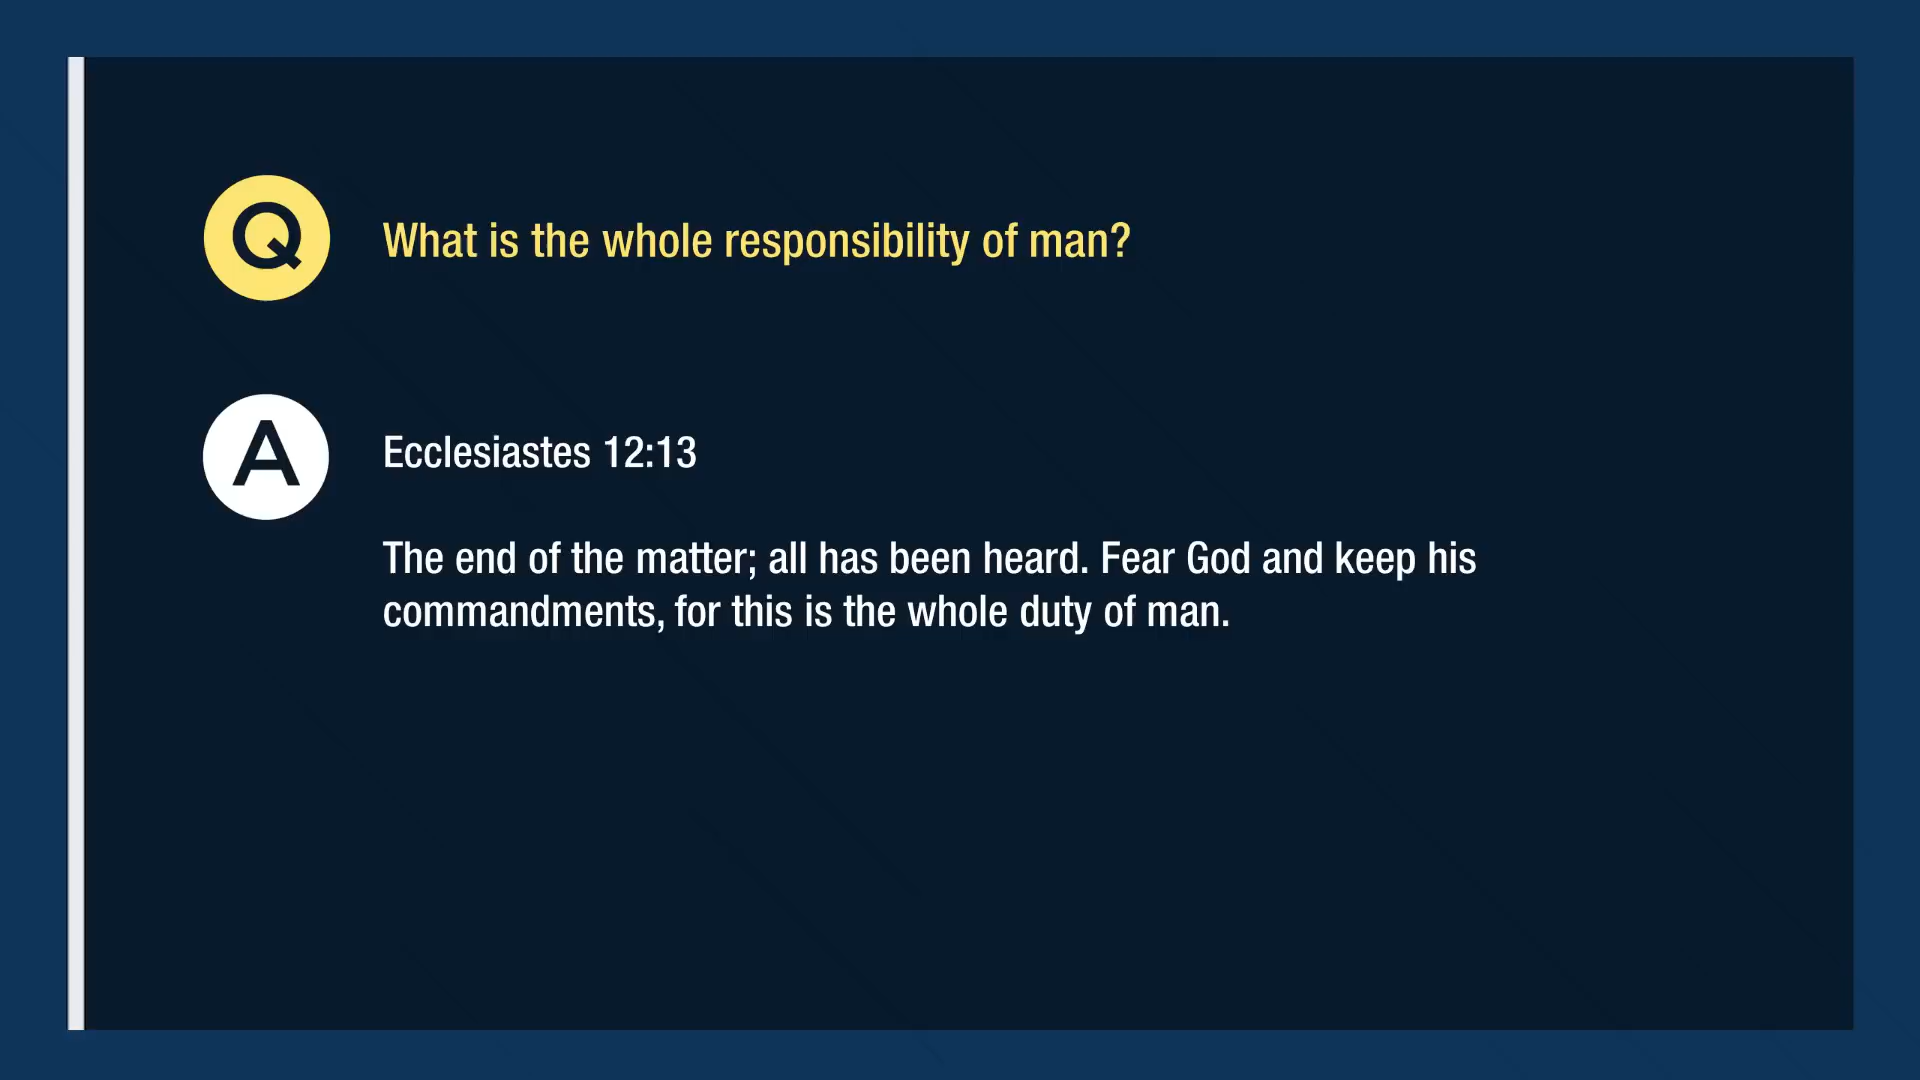 Q What is the whole responsibility of man?
A Ecclesiastes 12:13
The end of the matter; all has been heard. Fear God and keep his
commandments, for this is the whole duty of man.